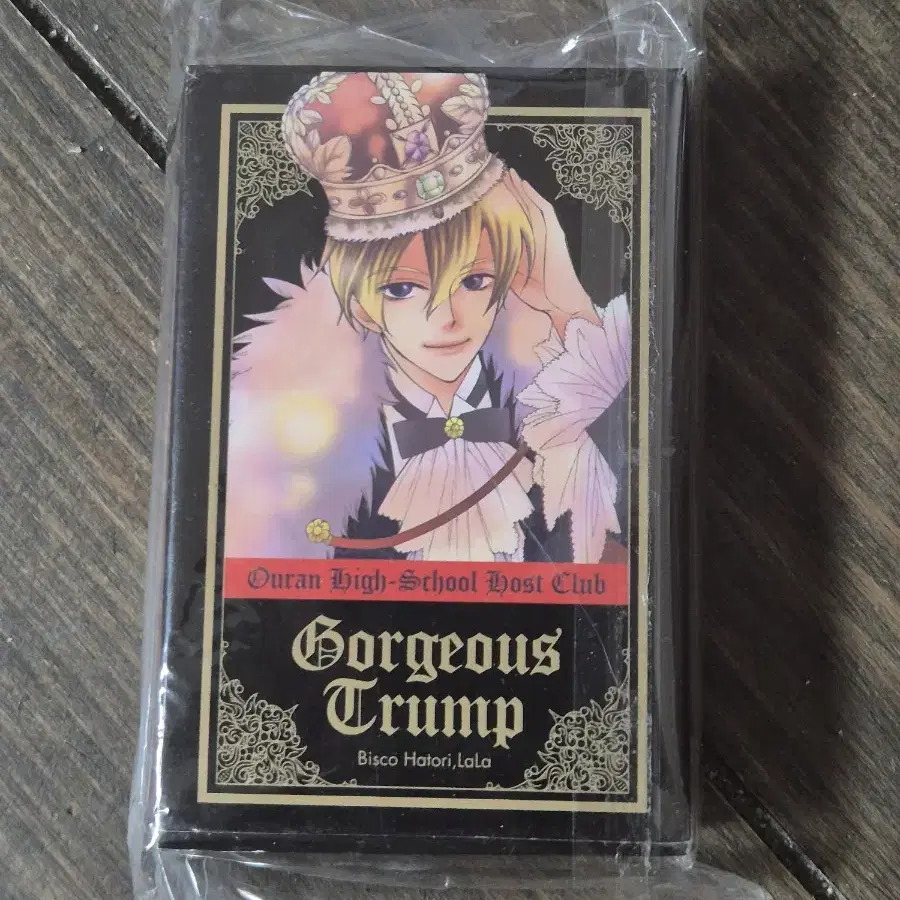 Ouran High-School Host Club
Gorgeous
Trump
Bisco Hatori,LaLa